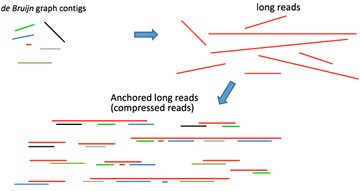 de Bruijn graph contigs
long reads
Anchored long reads
(compressed reads)